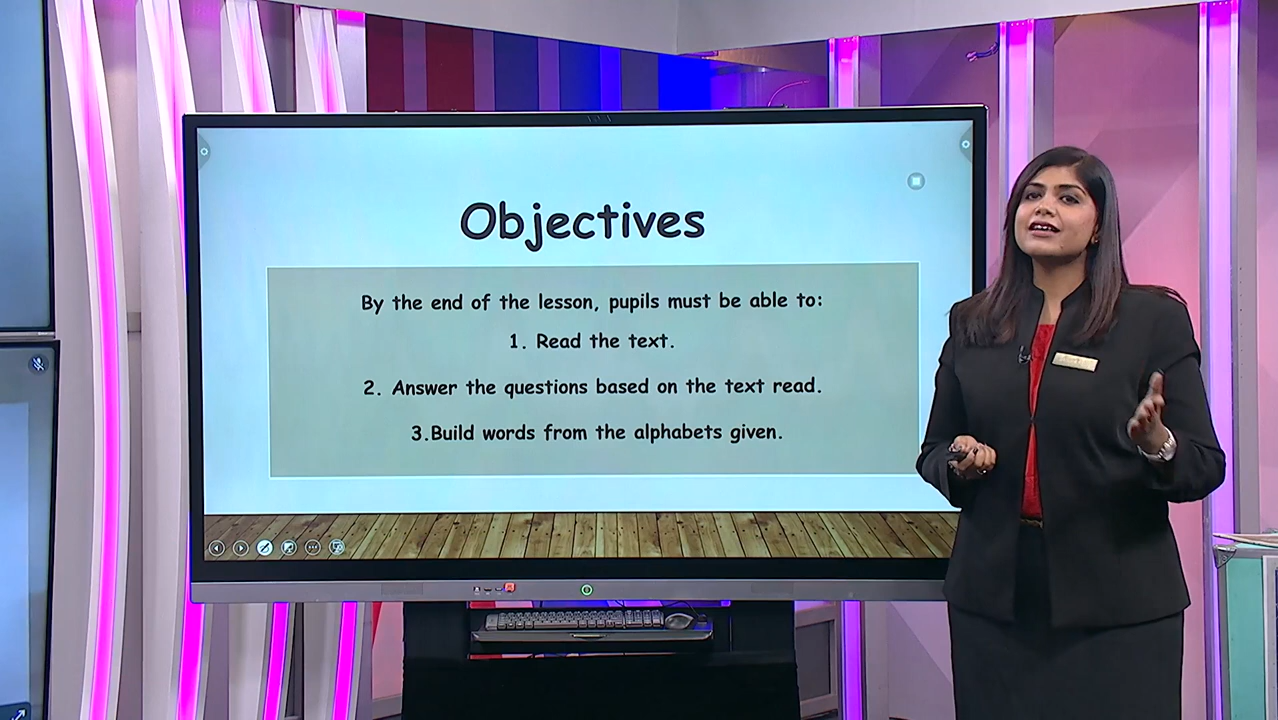 Objectives
By the end of the lesson, pupils must be able to:
1. Read the text.
2. Answer the questions based on the text read.
3.Build words from the alphabets given.